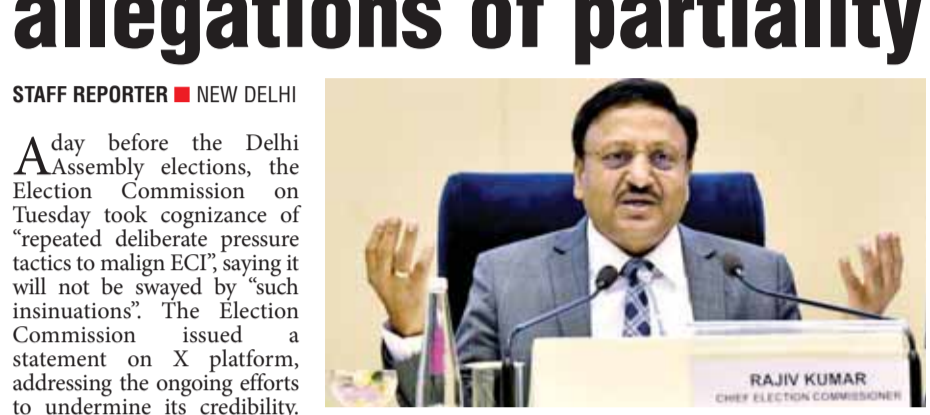 allegations of partiality
STAFF REPORTER ■ NEW DELHI
A day before the Delhi
Assembly elections, the
Election Commission on
Tuesday took cognizance of
“repeated deliberate pressure
tactics to malign ECI”, saying it
will not be swayed by “such
insinuations”. The Election
Commission issued a
statement on X platform,
addressing the ongoing efforts
to undermine its credibility.
RAJIV KUMAR
CHIEF ELECTION COMMISSIONER